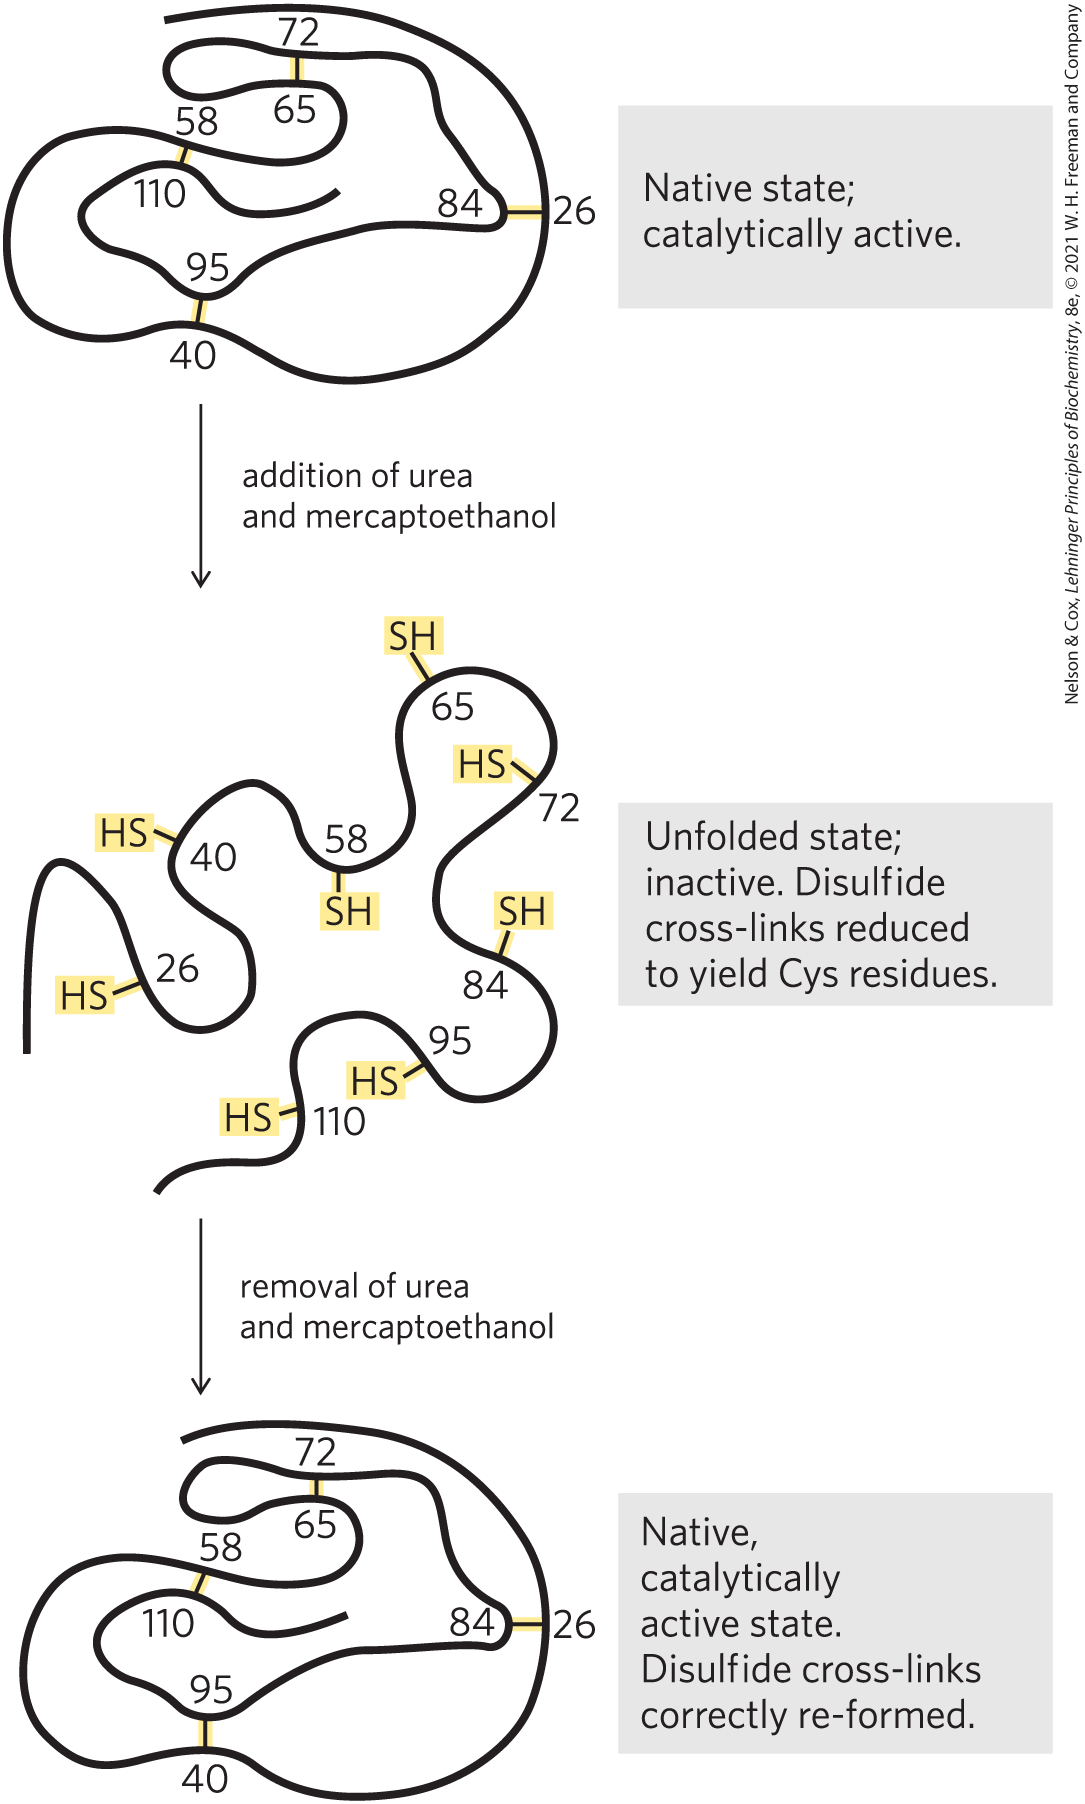 72
65
58
110
84
26
95
40
Native state;
catalytically active.
Nelson & Cox, Lehninger Principles of Biochemistry, 8e, © 2021 W. H. Freeman and Company
addition of urea
and mercaptoethanol
SH
65
HS
72
HS
40
58
SH
SH
84
26
HS
95
HS
HS
110
Unfolded state;
inactive. Disulfide
cross-links reduced
to yield Cys residues.
removal of urea
and mercaptoethanol
72
65
58
110
84
26
95
40
Native,
catalytically
active state.
Disulfide cross-links
correctly re-formed.